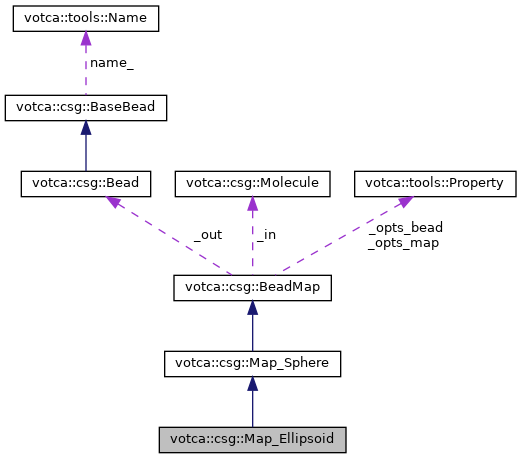 votca::tools::Name
name_
votca::csg::BaseBead
votca::csg::Bead
votca::csg::Molecule
votca::tools::Property
_out
_in
_opts_bead
_opts_map
votca::csg::BeadMap
votca::csg::Map_Sphere
votca::csg::Map_Ellipsoid